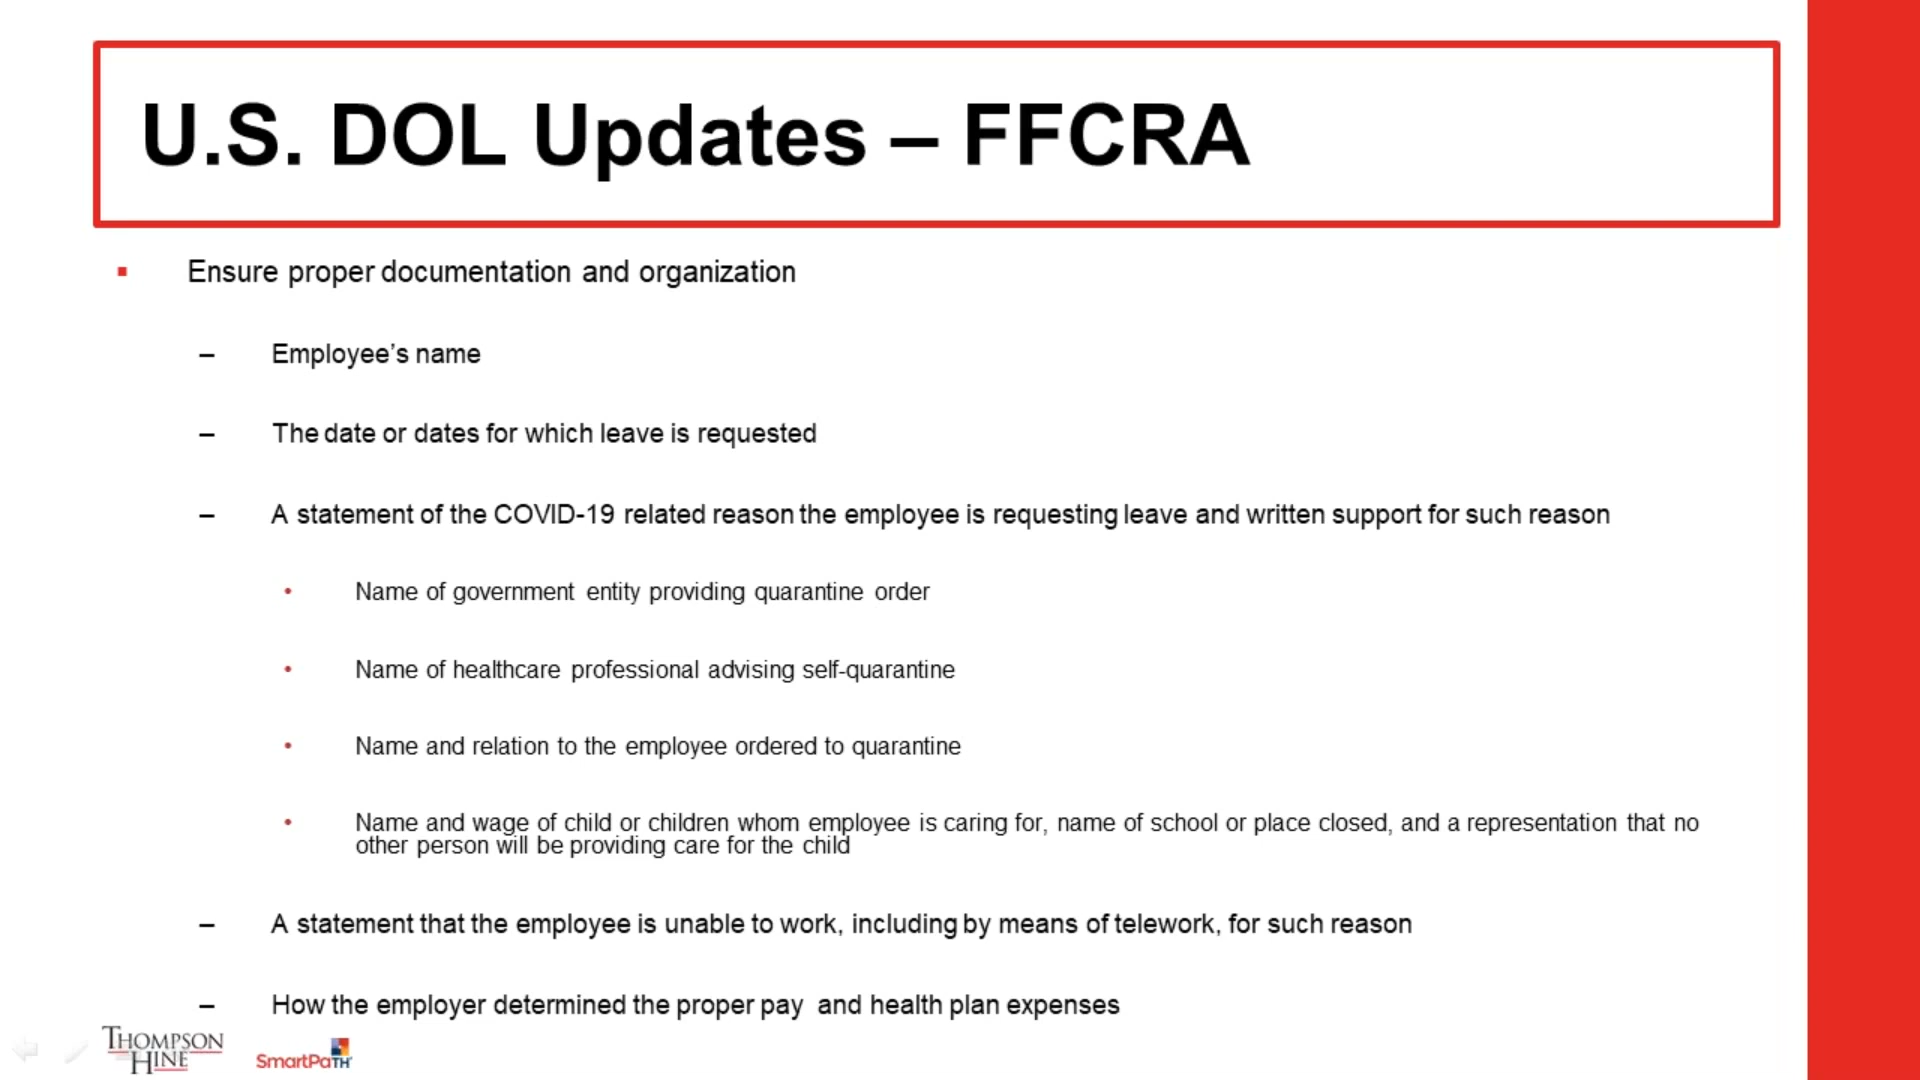 U.S. DOL Updates – FFCRA
▪ Ensure proper documentation and organization
– Employee’s name
– The date or dates for which leave is requested
– A statement of the COVID-19 related reason the employee is requesting leave and written support for such reason
• Name of government entity providing quarantine order
• Name of healthcare professional advising self-quarantine
• Name and relation to the employee ordered to quarantine
• Name and wage of child or children whom employee is caring for, name of school or place closed, and a representation that no
other person will be providing care for the child
– A statement that the employee is unable to work, including by means of telework, for such reason
– How the employer determined the proper pay and health plan expenses
THOMPSON
HINE
SmartPaTH